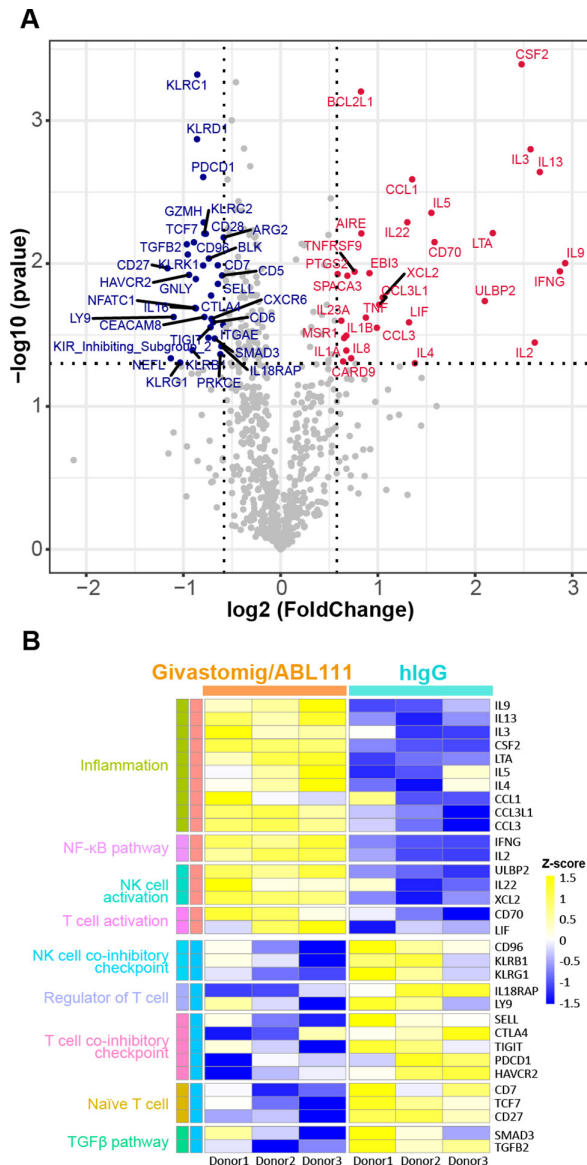 A
CSF2
KLRC1
BCL2L1
KLRD1
IL3
IL13
PDCD1
CCL1
GZMH
KLRC2
IL5
TCF7
CD28
ARG2
AIRE
IL22
TGFB2
CD96
BLK
TNFRSF9
CD70
LTA
CD27
KLRK1
CD7
PTGS2
EBI3
XCL2
IL9
HAVCR2
CD5
SPACA3
CCL3L1
IFNG
GNLY
SELL
ULBP2
NFATC1
IL16
CTLA4
CXCR6
IL23A
TNF
LIF
LY9
CD6
CEACAM8
MSR1
IL1B
CCL3
TIGIT
ITGAE
KIR_Inhibiting_Subgroup_2
SMAD3
IL1A
IL8
IL4
IL2
NEFL
KLRB1
IL18RAP
CARD9
KLRG1
PRKCE
3
2
1
0
−log10 (pvalue)
−2
−1
0
1
2
3
log2 (FoldChange)
B
Givastomig/ABL111
hIgG
Inflammation
IL9
IL13
IL3
CSF2
LTA
IL5
IL4
CCL1
CCL3L1
CCL3
NF-κB pathway
IFNG
IL2
NK cell
activation
ULBP2
IL22
XCL2
T cell activation
CD70
LIF
NK cell co-inhibitory
checkpoint
CD96
KLRB1
KLRG1
Regulator of T cell
IL18RAP
LY9
T cell co-inhibitory
checkpoint
SELL
CTLA4
TIGIT
PDCD1
HAVCR2
Naïve T cell
CD7
TCF7
CD27
TGFβ pathway
SMAD3
TGFB2
Donor1 Donor2 Donor3 Donor1 Donor2 Donor3
Z-score
1.5
1
0.5
0
-0.5
-1
-1.5